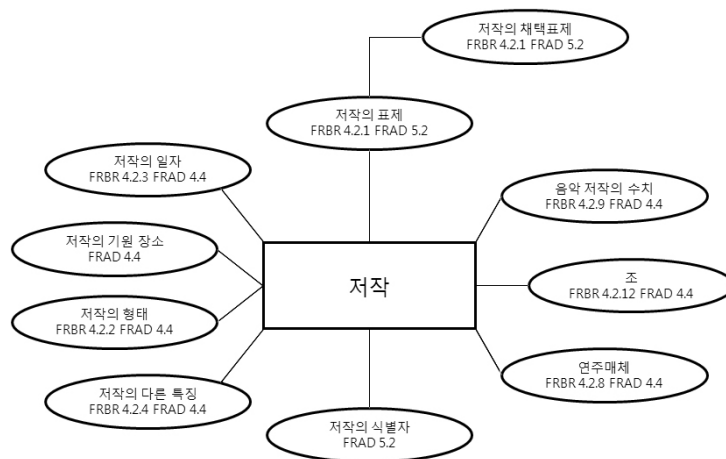 저작의 채택표제
FRBR 4.2.1 FRAD 5.2
저작의 표제
FRBR 4.2.1 FRAD 5.2
저작의 일자
FRBR 4.2.3 FRAD 4.4
음악 저작의 수치
FRBR 4.2.9 FRAD 4.4
저작의 기원 장소
FRAD 4.4
저작
조
FRBR 4.2.12 FRAD 4.4
저작의 형태
FRBR 4.2.2 FRAD 4.4
연주매체
FRBR 4.2.8 FRAD 4.4
저작의 다른 특징
FRBR 4.2.4 FRAD 4.4
저작의 식별자
FRAD 5.2